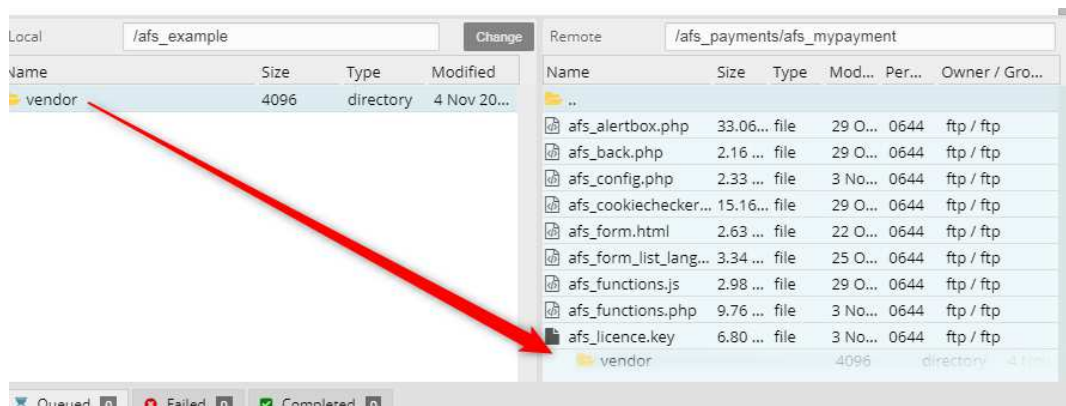 Local /afs_example Change Remote /afs_payments/afs_mypayment
Name Size Type Modified Name Size Type Mod... Per... Owner / Gro...
vendor 4096 directory 4 Nov 20... ..
afs_alertbox.php 33.06... file 29 O... 0644 ftp / ftp
afs_back.php 2.16 ... file 29 O... 0644 ftp / ftp
afs_config.php 2.33 ... file 3 No... 0644 ftp / ftp
afs_cookiechecker... 15.16... file 29 O... 0644 ftp / ftp
afs_form.html 2.63 ... file 22 O... 0644 ftp / ftp
afs_form_list_lang... 3.34 ... file 25 O... 0644 ftp / ftp
afs_functions.js 2.98 ... file 29 O... 0644 ftp / ftp
afs_functions.php 9.76 ... file 3 No... 0644 ftp / ftp
afs_licence.key 6.80 ... file 3 No... 0644 ftp / ftp
vendor 4096 directory
Queued 0 Failed 0 Completed 0